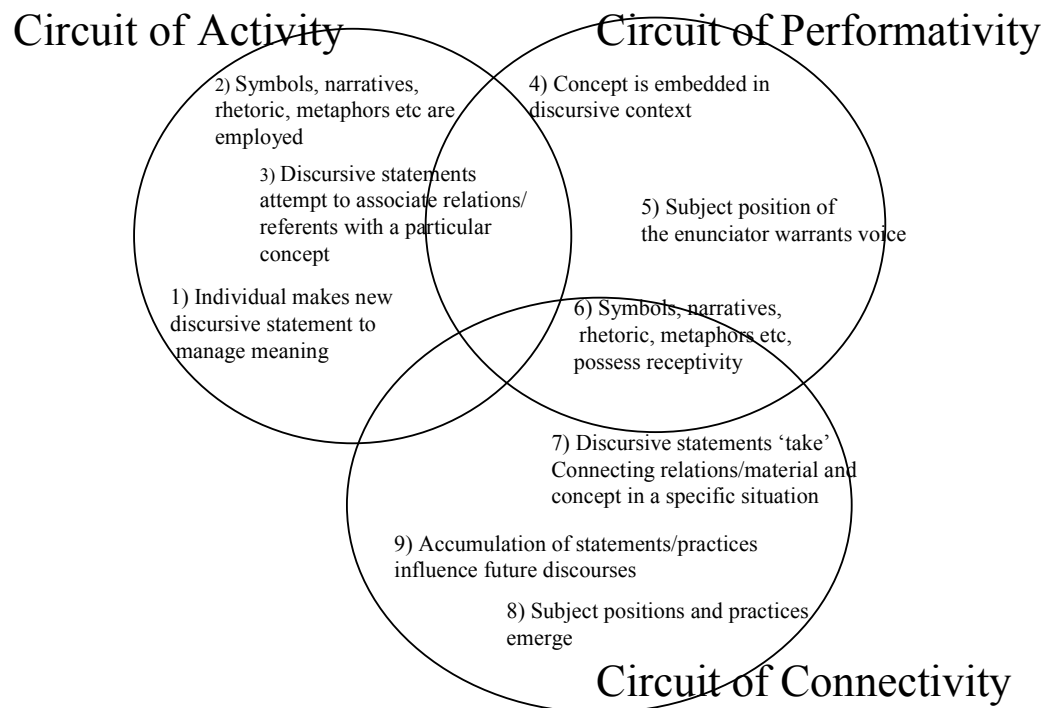 Circuit of Activity
Circuit of Performativity
2) Symbols, narratives,
rhetoric, metaphors etc are
employed
3) Discursive statements
attempt to associate relations/
referents with a particular
concept
1) Individual makes new
discursive statement to
manage meaning
4) Concept is embedded in
discursive context
5) Subject position of
the enunciator warrants voice
6) Symbols, narratives,
rhetoric, metaphors etc,
possess receptivity
7) Discursive statements ‘take’
Connecting relations/material and
concept in a specific situation
9) Accumulation of statements/practices
influence future discourses
8) Subject positions and practices
emerge
Circuit of Connectivity